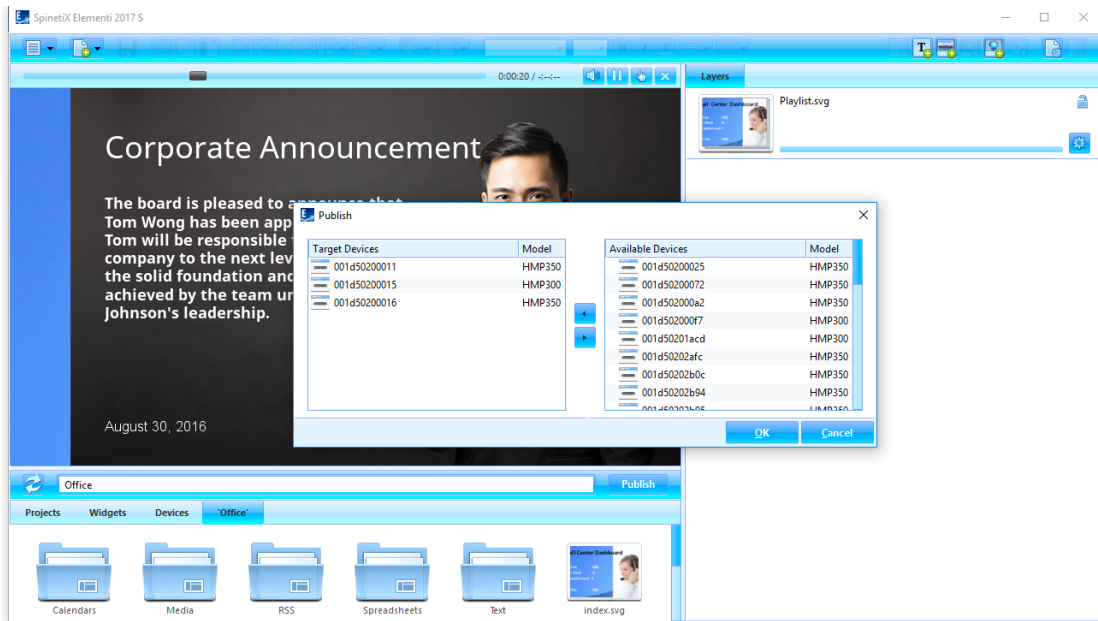 SpinetiX Elementi 2017 S
0:00:20 / -:--:--
Layers
Playlist.svg
Corporate Announcement
The board is pleased to announce that
Tom Wong has been app
Tom will be responsible
company to the next lev
the solid foundation and
achieved by the team un
Johnson's leadership.
August 30, 2016
Publish
Target Devices Model
001d50200011 HMP350
001d50200015 HMP300
001d50200016 HMP350
Available Devices Model
001d50200025 HMP350
001d50200072 HMP350
001d502000a2 HMP350
001d502000f7 HMP300
001d50201acd HMP300
001d50202afc HMP350
001d50202b0c HMP350
001d50202b94 HMP350
OK Cancel
Office
Publish
Projects Widgets Devices 'Office'
Calendars Media RSS Spreadsheets Text index.svg